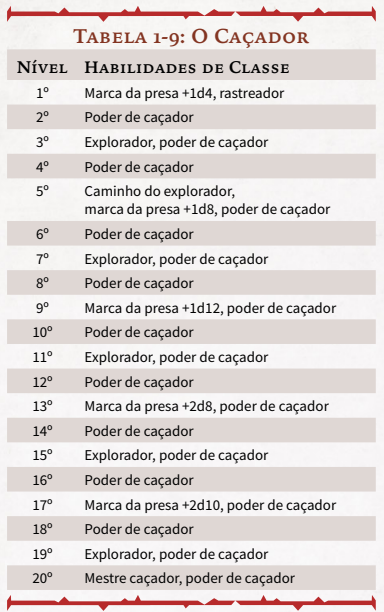 Tabela 1-9: O Caçador
Nível Habilidades de Classe
1º Marca da presa +1d4, rastreador
2º Poder de caçador
3º Explorador, poder de caçador
4º Poder de caçador
5º Caminho do explorador,
marca da presa +1d8, poder de caçador
6º Poder de caçador
7º Explorador, poder de caçador
8º Poder de caçador
9º Marca da presa +1d12, poder de caçador
10º Poder de caçador
11º Explorador, poder de caçador
12º Poder de caçador
13º Marca da presa +2d8, poder de caçador
14º Poder de caçador
15º Explorador, poder de caçador
16º Poder de caçador
17º Marca da presa +2d10, poder de caçador
18º Poder de caçador
19º Explorador, poder de caçador
20º Mestre caçador, poder de caçador